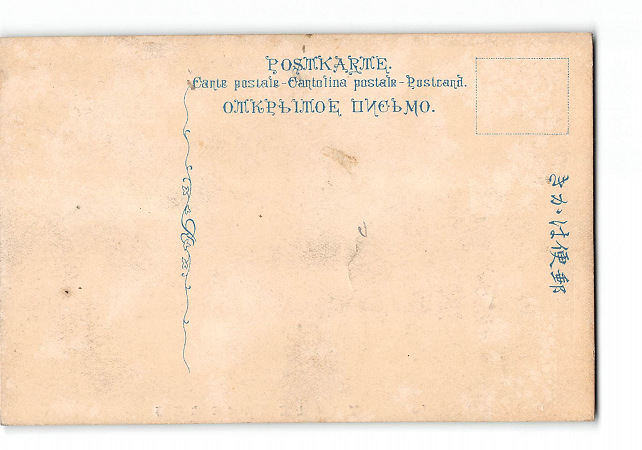 POSTKARTE.
Carte postale-Cartolina postale-Postcard.
ОТКРЫТОЕ ПИСЬМО.
郵便はかき